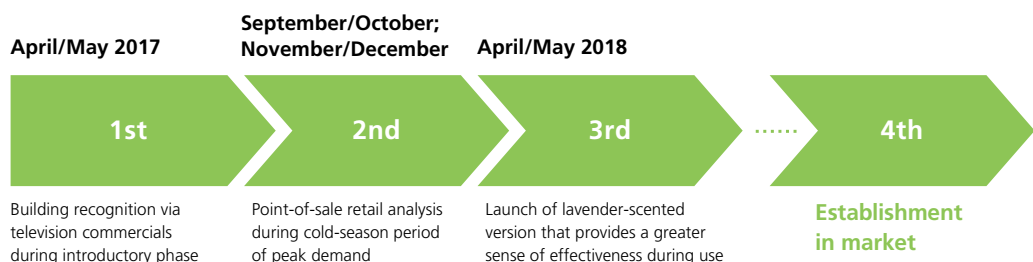 April/May 2017
September/October;
November/December
April/May 2018
1st
2nd
3rd
4th
Building recognition via
television commercials
during introductory phase
Point-of-sale retail analysis
during cold-season period
of peak demand
Launch of lavender-scented
version that provides a greater
sense of effectiveness during use
Establishment
in market